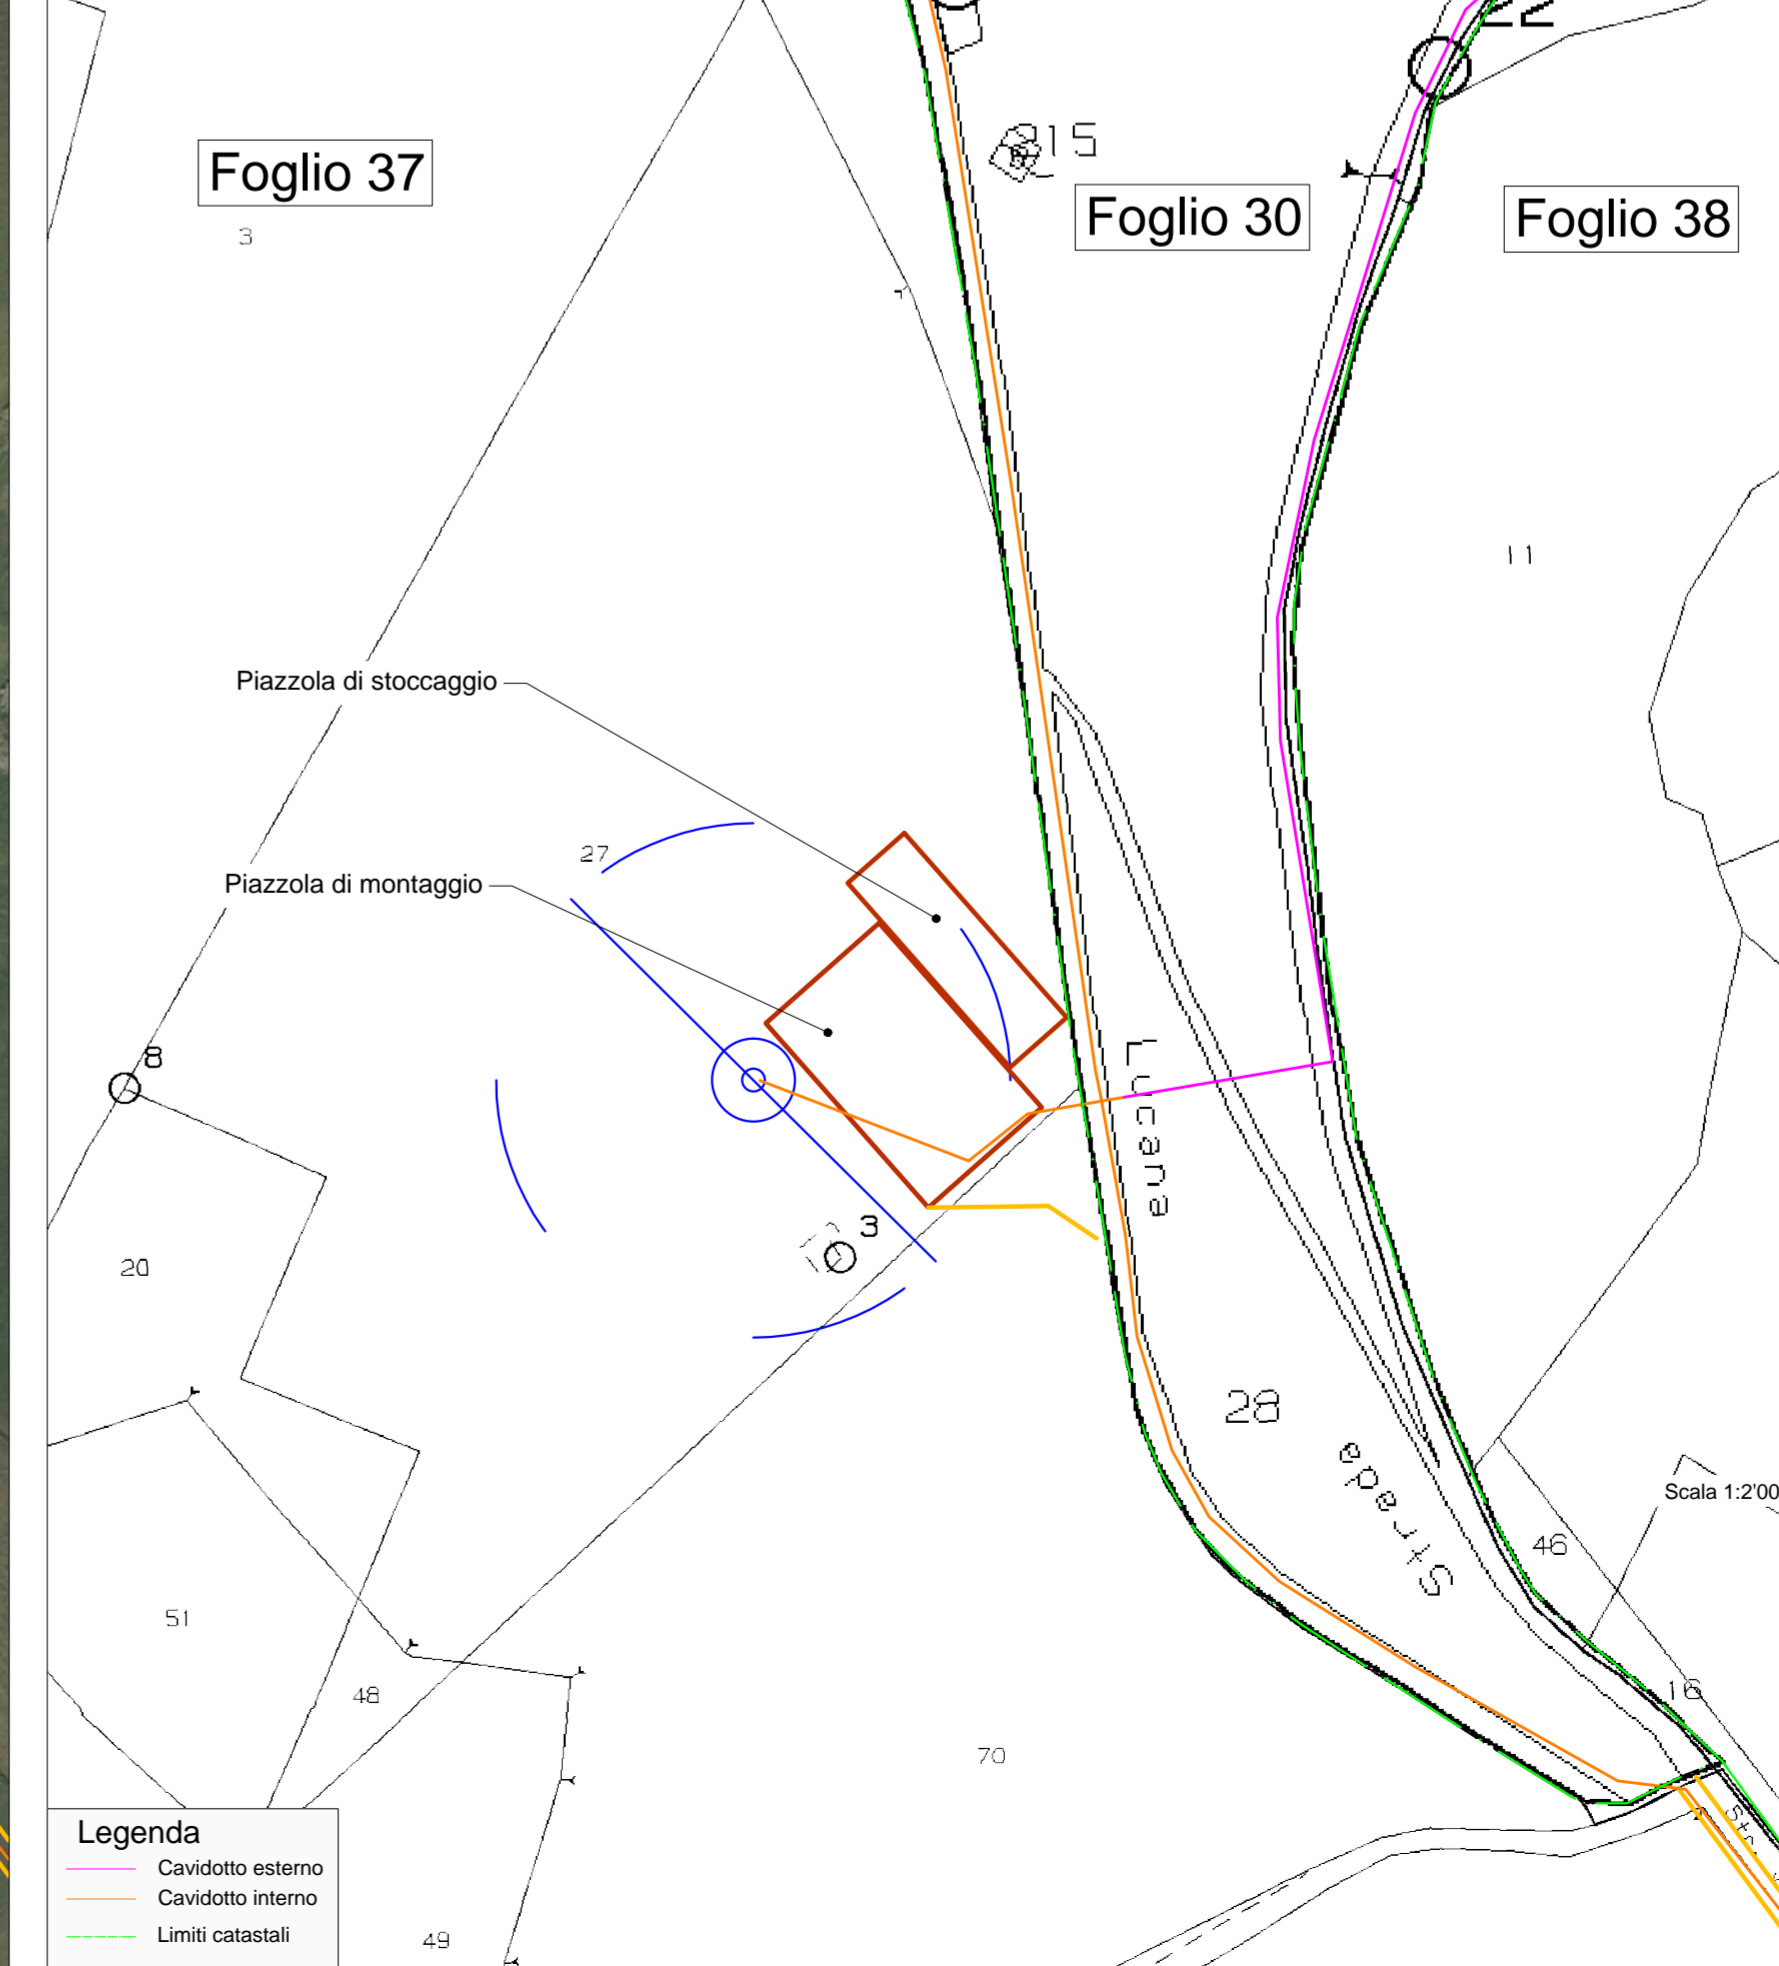 22
15
Foglio 37
Foglio 30
Foglio 38
3
11
Piazzola di stoccaggio
27
Piazzola di montaggio
8
Lucana
3
20
28
Strada
Scala 1:2'00
46
51
48
16
70
Legenda
Cavidotto esterno
Cavidotto interno
Limiti catastali
49